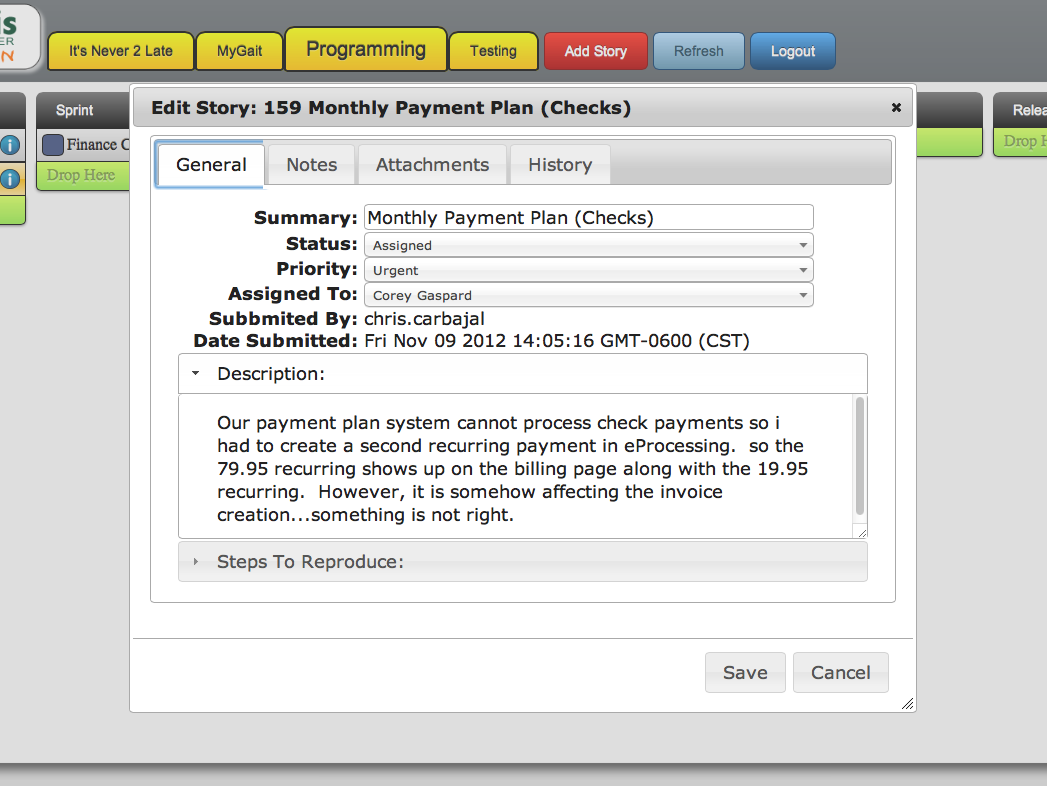 is
ER
N
It's Never 2 Late
MyGait
Programming
Testing
Add Story
Refresh
Logout
Sprint
Finance C
Drop Here
Relea
Drop H
Edit Story: 159 Monthly Payment Plan (Checks)
General
Notes
Attachments
History
Summary: Monthly Payment Plan (Checks)
Status: Assigned
Priority: Urgent
Assigned To: Corey Gaspard
Subbmited By: chris.carbajal
Date Submitted: Fri Nov 09 2012 14:05:16 GMT-0600 (CST)
Description:
Our payment plan system cannot process check payments so i
had to create a second recurring payment in eProcessing.  so the
79.95 recurring shows up on the billing page along with the 19.95
recurring.  However, it is somehow affecting the invoice
creation...something is not right.
Steps To Reproduce:
Save
Cancel